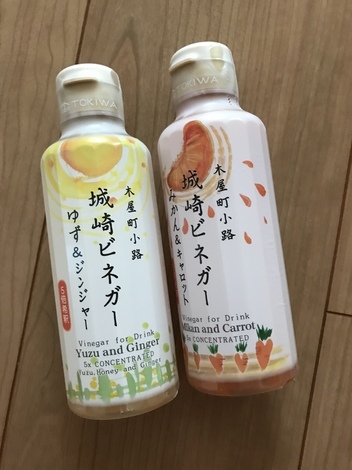 TOKIWA
木屋町小路
城崎ビネガー
ゆず&ジンジャー
5倍希釈
Vinegar for Drink
Yuzu and Ginger
5x CONCENTRATED
Yuzu, Honey and Ginger
TOKIWA
木屋町小路
城崎ビネガー
みかん&キャロット
Vinegar for Drink
Mikan and Carrot
5x CONCENTRATED